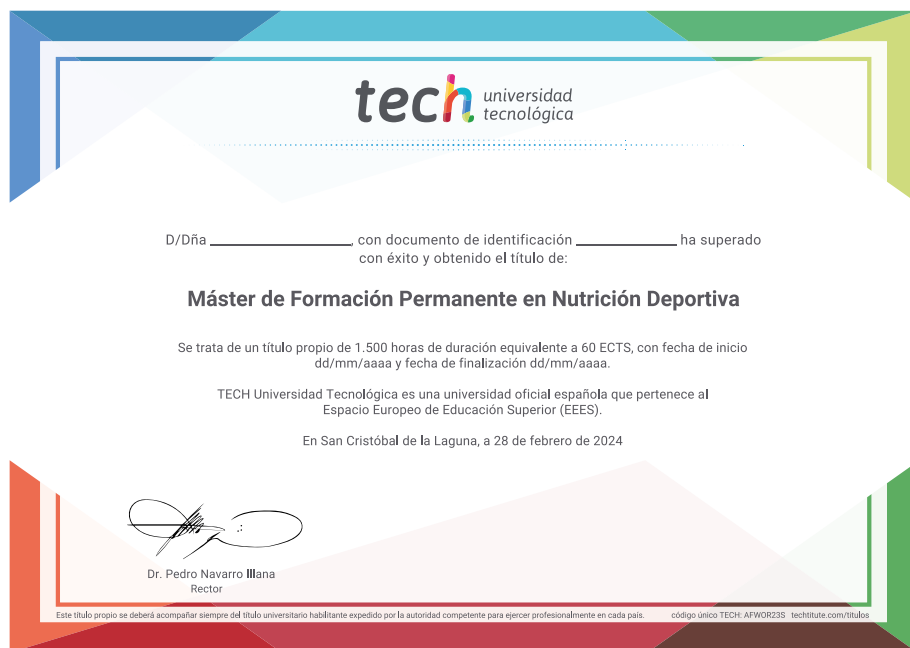 tech universidad
tecnológica
D/Dña ____________________, con documento de identificación ______________ ha superado
con éxito y obtenido el título de:
Máster de Formación Permanente en Nutrición Deportiva
Se trata de un título propio de 1.500 horas de duración equivalente a 60 ECTS, con fecha de inicio
dd/mm/aaaa y fecha de finalización dd/mm/aaaa.
TECH Universidad Tecnológica es una universidad oficial española que pertenece al
Espacio Europeo de Educación Superior (EEES).
En San Cristóbal de la Laguna, a 28 de febrero de 2024
Dr. Pedro Navarro Illana
Rector
Este título propio se deberá acompañar siempre del título universitario habilitante expedido por la autoridad competente para ejercer profesionalmente en cada país. código único TECH: AFWOR23S techtitute.com/titulos